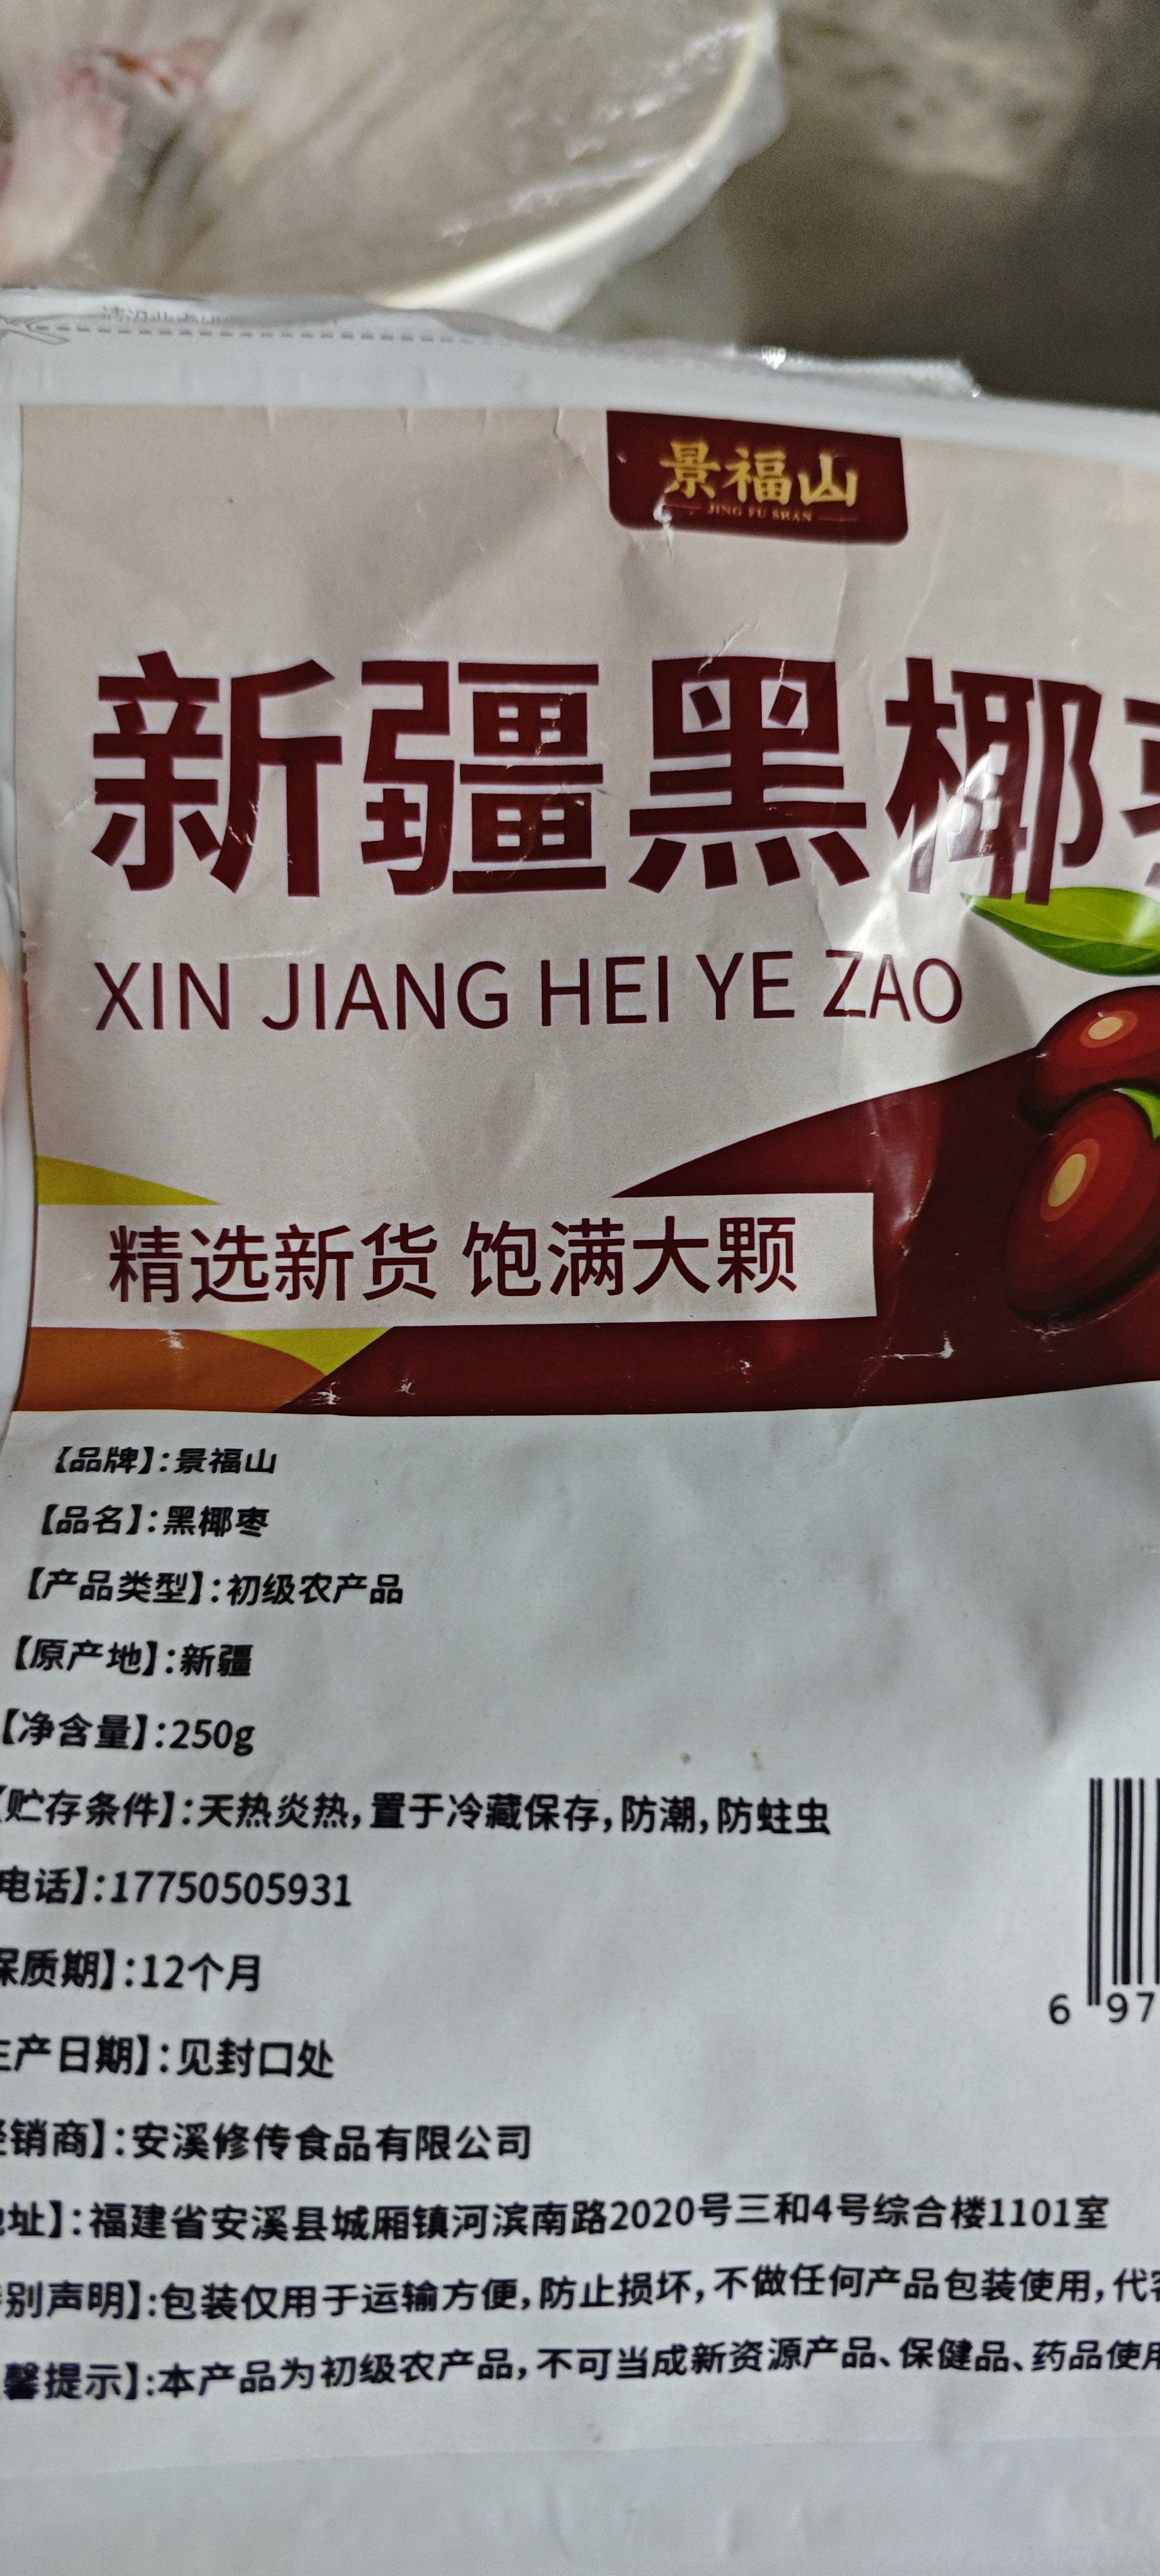 景福山
JING FU SHAN
新疆黑椰枣
XIN JIANG HEI YE ZAO
精选新货 饱满大颗
【品牌】:景福山
【品名】:黑椰枣
【产品类型】:初级农产品
【原产地】:新疆
【净含量】:250g
【贮存条件】:天热炎热,置于冷藏保存,防潮,防蛀虫
电话】:17750505931
保质期】:12个月
生产日期】:见封口处
经销商】:安溪修传食品有限公司
地址】:福建省安溪县城厢镇河滨南路2020号三和4号综合楼1101室
特别声明】:包装仅用于运输方便,防止损坏,不做任何产品包装使用,代客
馨提示】:本产品为初级农产品,不可当成新资源产品、保健品、药品使用
6 97